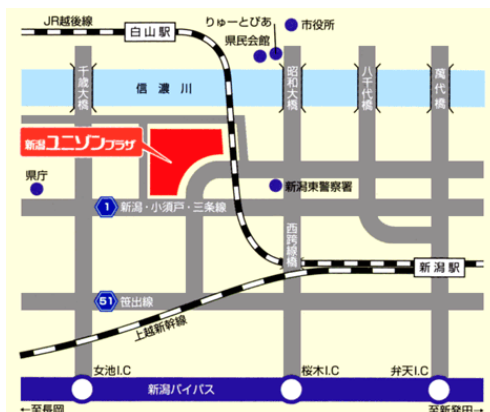 JR越後線
白山駅
りゅーとぴあ
県民会館
市役所
千歳大橋
信濃川
昭和大橋
八千代橋
萬代橋
新潟ユニゾンプラザ
県庁
1
新潟・小須戸・三条線
新潟東警察署
西跨線橋
新潟駅
51
笹出線
上越新幹線
女池I.C
桜木I.C
弁天I.C
新潟バイパス
←至長岡
至新発田→